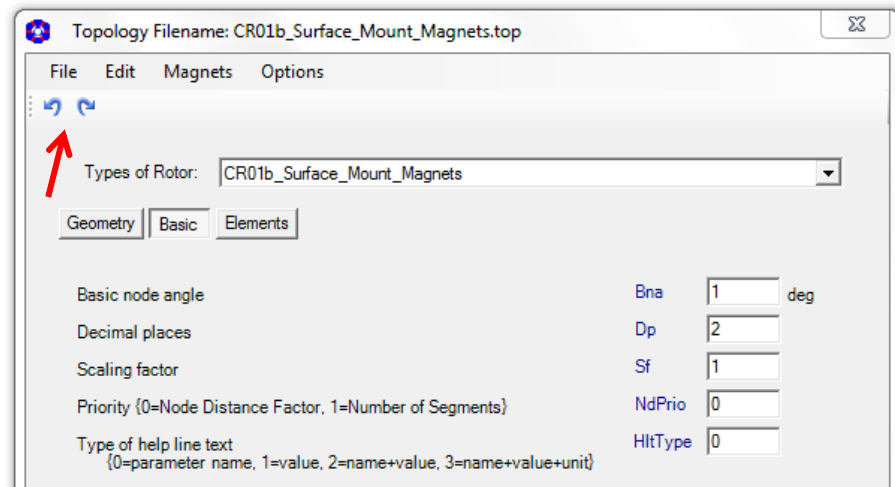 Topology Filename: CR01b_Surface_Mount_Magnets.top
File Edit Magnets Options
Types of Rotor: CR01b_Surface_Mount_Magnets
Geometry Basic Elements
Basic node angle Bna 1 deg
Decimal places Dp 2
Scaling factor Sf 1
Priority {0=Node Distance Factor, 1=Number of Segments} NdPrio 0
Type of help line text HltType 0
{0=parameter name, 1=value, 2=name+value, 3=name+value+unit}